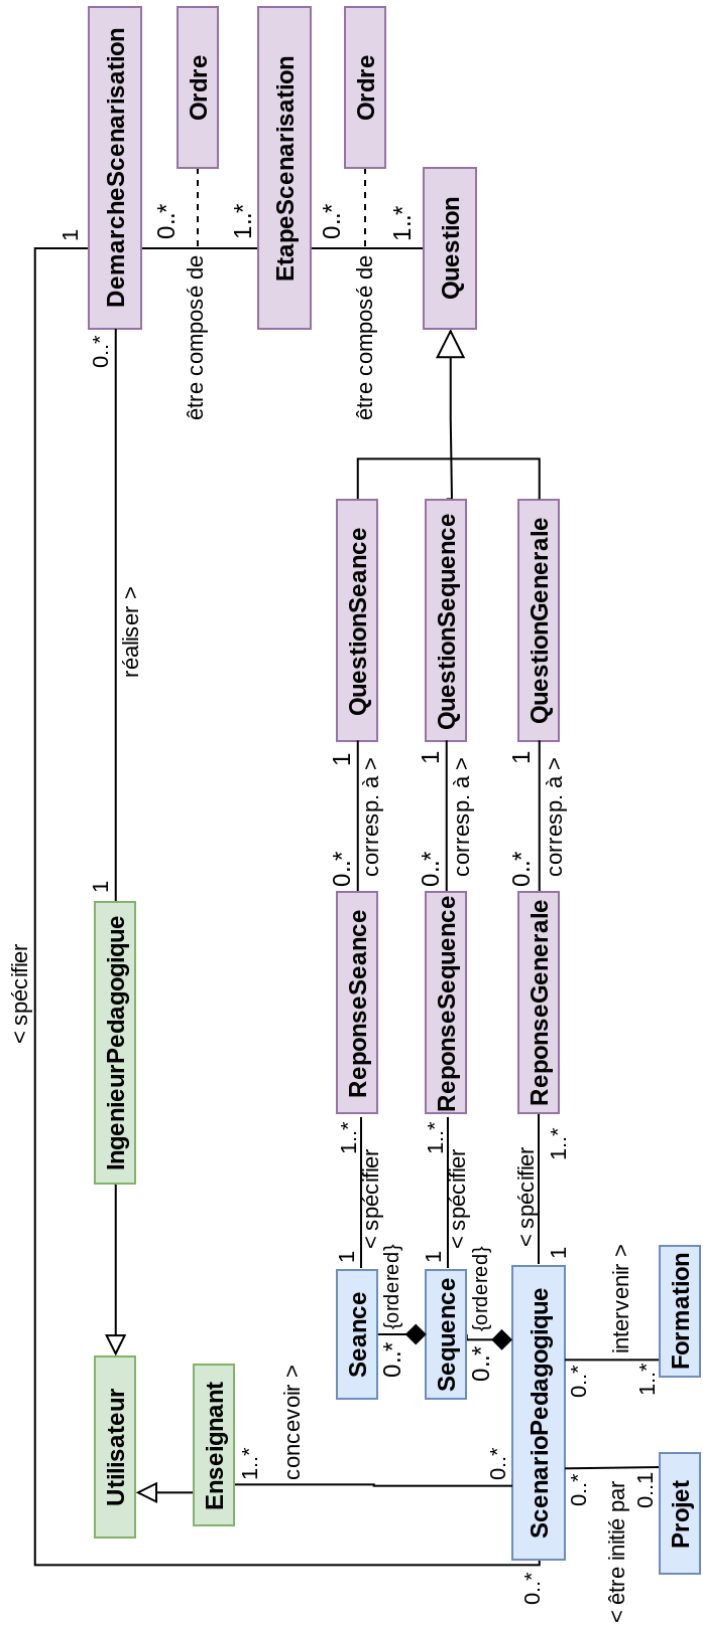 < spécifier
1
1
0..*
Utilisateur
IngenieurPedagogique
DemarcheScenarisation
réaliser >
0..*
être composé de
Ordre
Enseignant
1..*
1..*
concevoir >
EtapeScenarisation
0..*
1
1..*
0..*
1
Seance
ReponseSeance
QuestionSeance
être composé de
Ordre
< spécifier
corresp. à >
0..*
{ordered}
1..*
1
1..*
0..*
1
Sequence
ReponseSequence
QuestionSequence
Question
< spécifier
corresp. à >
0..*
{ordered}
0..*
< spécifier
0..*
1
0..*
ScenarioPedagogique
ReponseGenerale
QuestionGenerale
1
1..*
corresp. à >
0..*
0..*
< être initié par
intervenir >
0..1
1..*
Projet
Formation